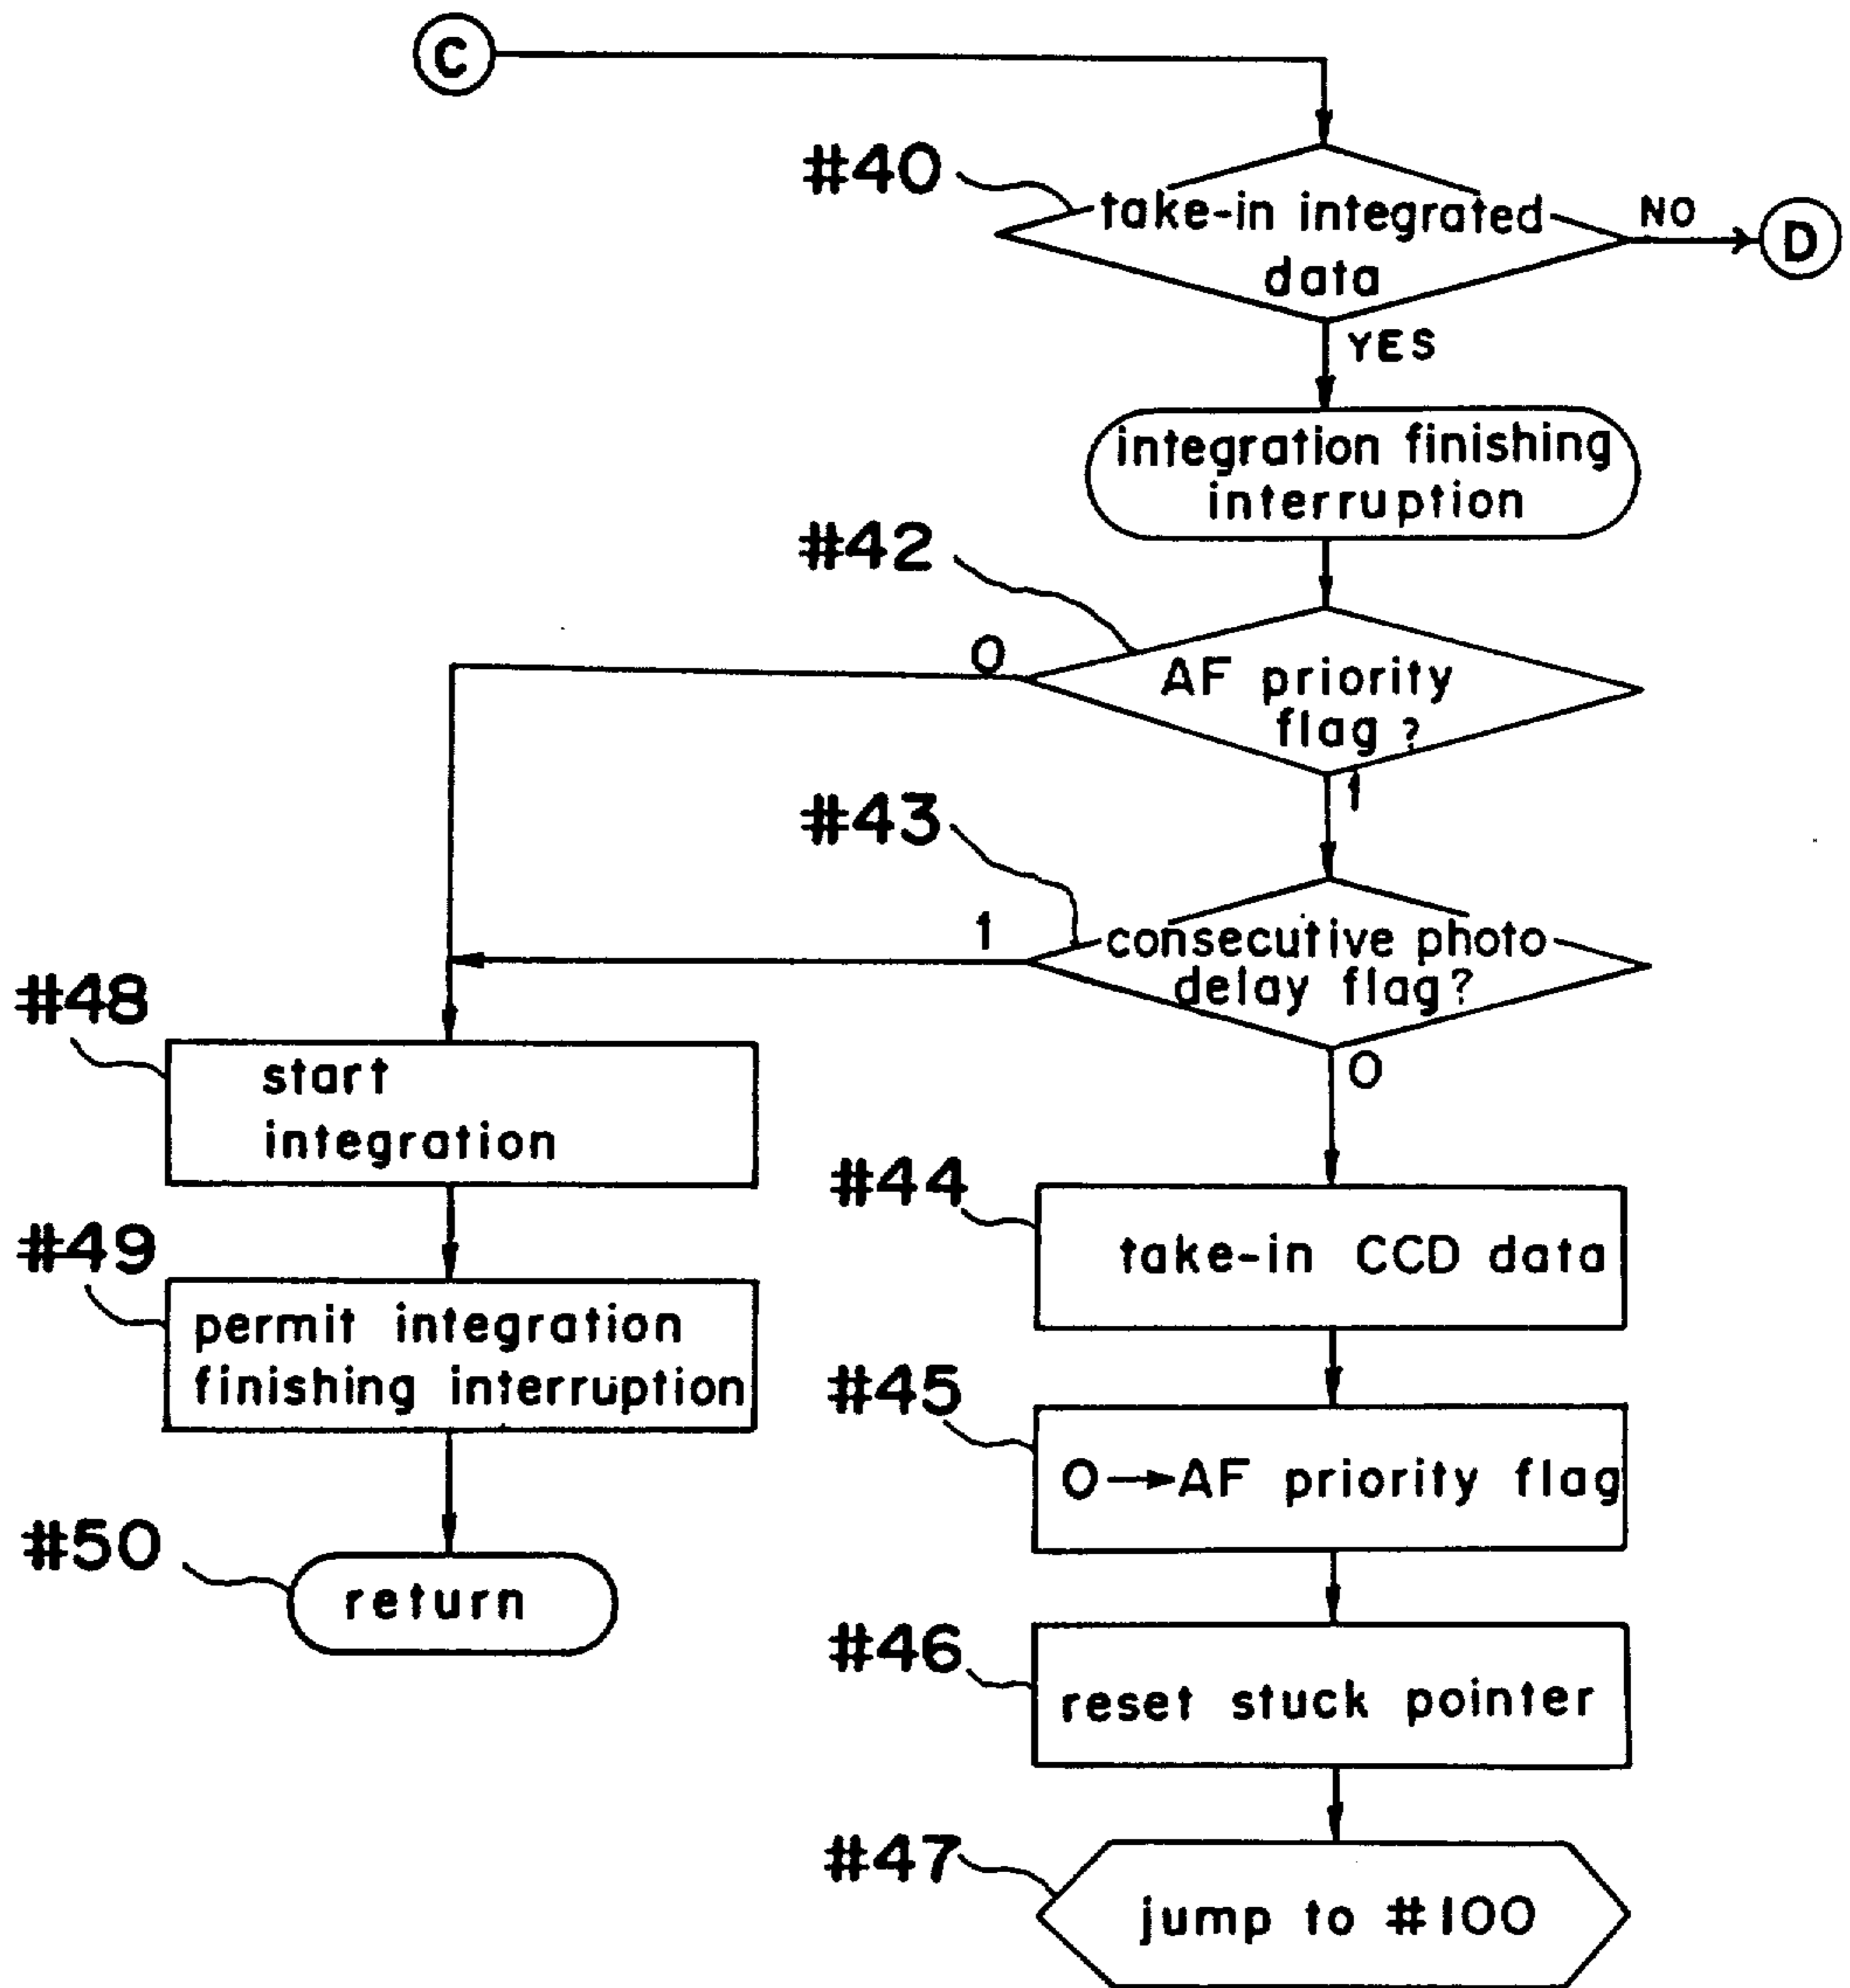 C
#40
take-in integrated
data
NO
D
YES
integration finishing
interruption
#42
0
AF priority
flag?
1
#43
1
consecutive photo
delay flag?
0
#48
start
integration
#44
take-in CCD data
#49
permit integration
finishing interruption
#45
0→AF priority flag
#50
return
#46
reset stuck pointer
#47
jump to #100